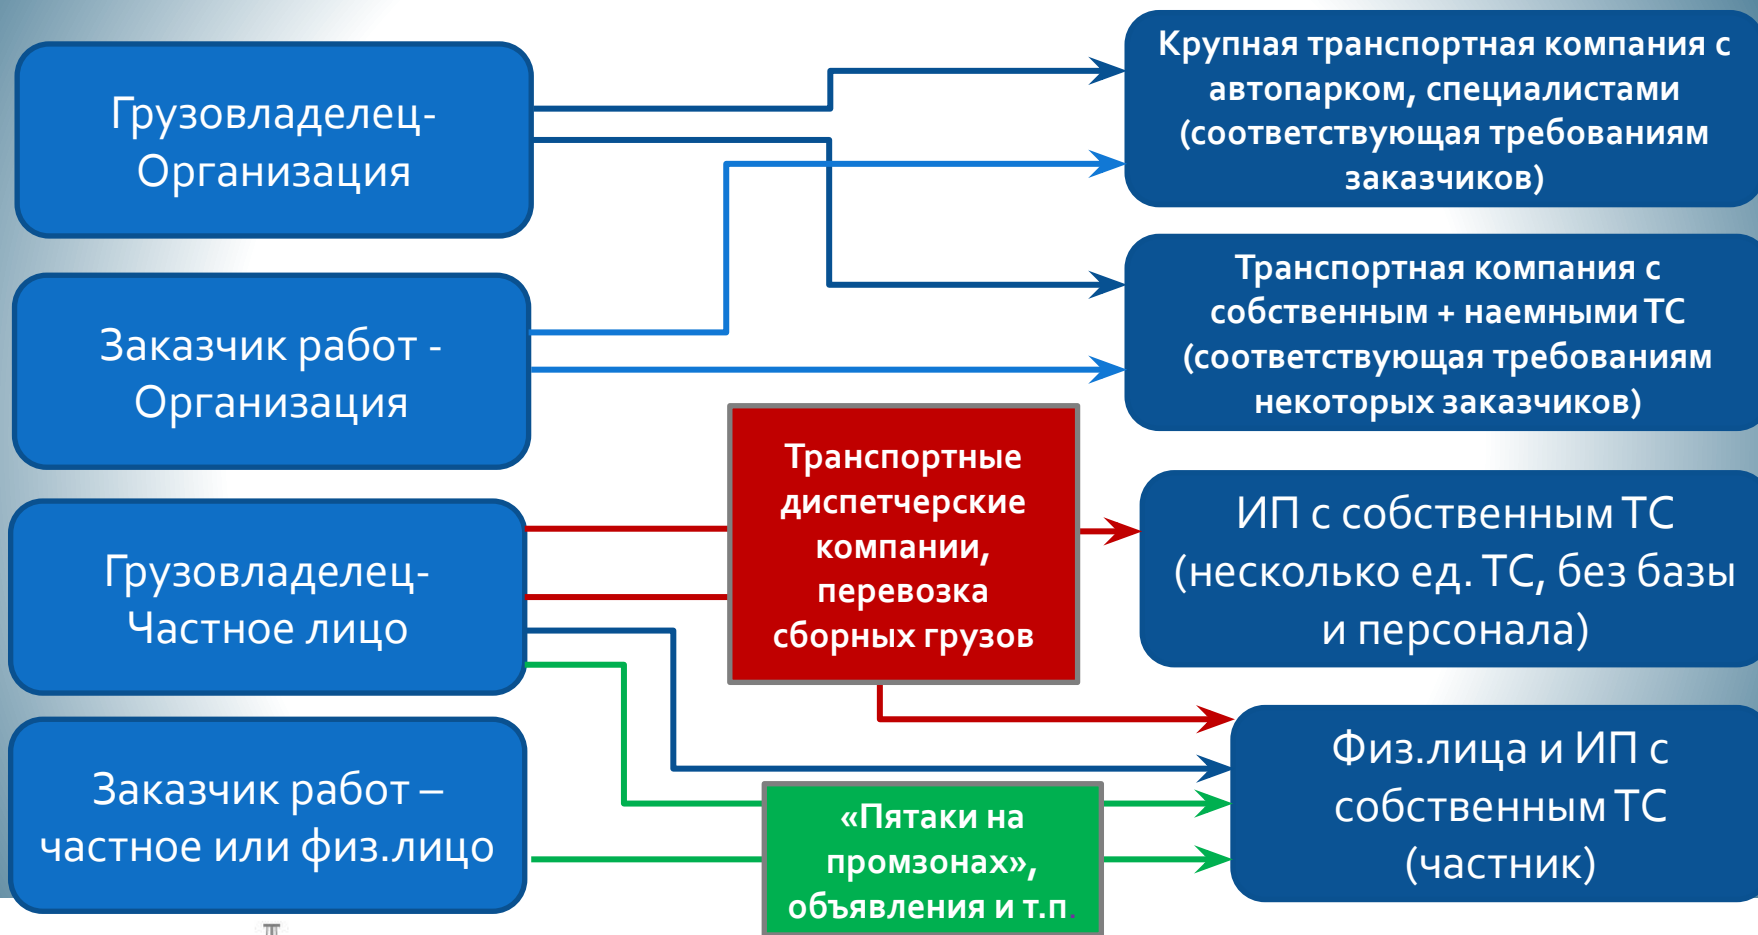 Грузовладелец-
Организация
Заказчик работ -
Организация
Грузовладелец-
Частное лицо
Заказчик работ –
частное или физ.лицо
Транспортные
диспетчерские
компании,
перевозка
сборных грузов
«Пятаки на
промзонах»,
объявления и т.п.
Крупная транспортная компания с
автопарком, специалистами
(соответствующая требованиям
заказчиков)
Транспортная компания с
собственным + наемными ТС
(соответствующая требованиям
некоторых заказчиков)
ИП с собственным ТС
(несколько ед. ТС, без базы
и персонала)
Физ.лица и ИП с
собственным ТС
(частник)